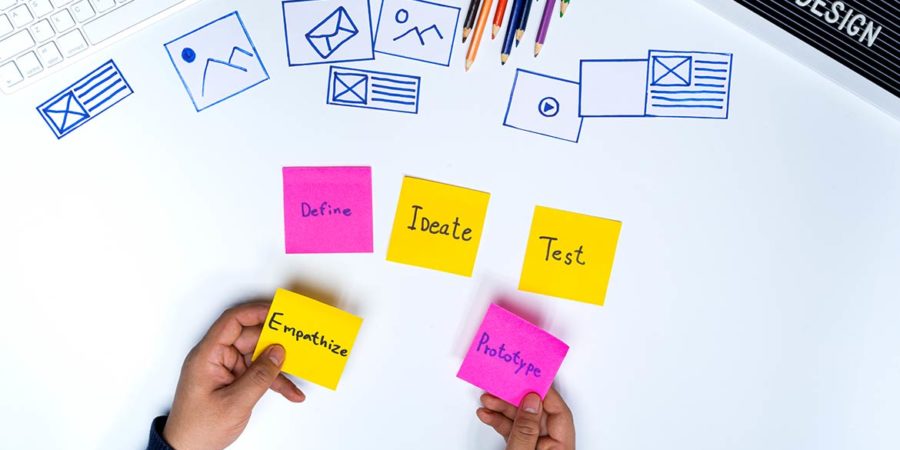 DESIGN
Define
Ideate
Test
Empathize
Prototype